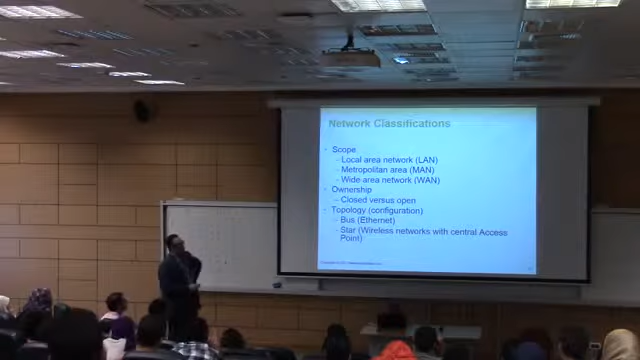 Network Classifications
· Scope
- Local area network (LAN)
- Metropolitan area (MAN)
- Wide area network (WAN)
· Ownership
- Closed versus open
· Topology (configuration)
- Bus (Ethernet)
- Star (Wireless networks with central Access
Point)